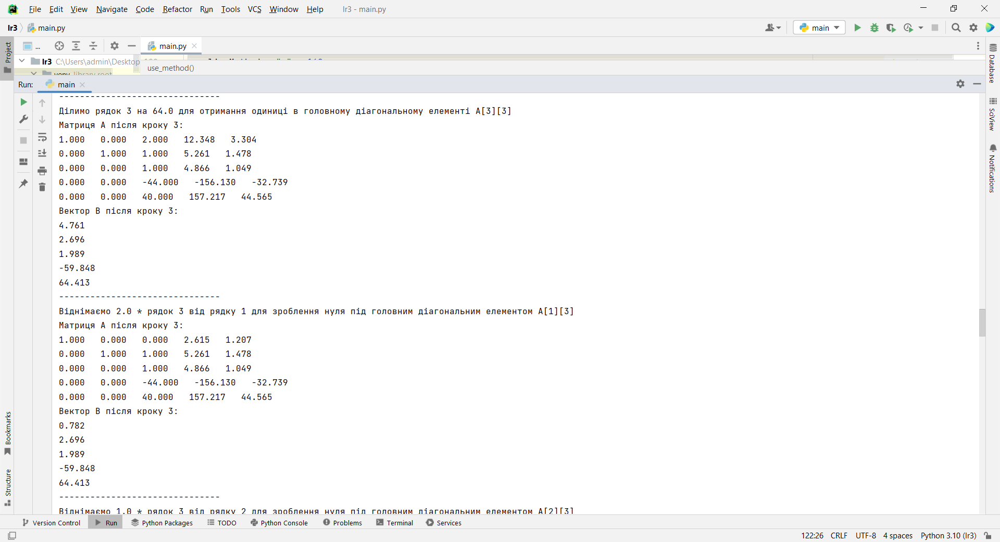 File Edit View Navigate Code Refactor Run Tools VCS Window Help lr3 - main.py
lr3 main.py main
Project ... main.py
lr3 C:\Users\admin\Desktop
use_method()
venv library root
Run: main
-------------------------------
Ділимо рядок 3 на 64.0 для отримання одиниці в головному діагональному елементі A[3][3]
Матриця A після кроку 3:
1.000 0.000 2.000 12.348 3.304
0.000 1.000 1.000 5.261 1.478
0.000 0.000 1.000 4.866 1.049
0.000 0.000 -44.000 -156.130 -32.739
0.000 0.000 40.000 157.217 44.565
Вектор B після кроку 3:
4.761
2.696
1.989
-59.848
64.413
-------------------------------
Віднімаємо 2.0 * рядок 3 від рядку 1 для зроблення нуля під головним діагональним елементом A[1][3]
Матриця A після кроку 3:
1.000 0.000 0.000 2.615 1.207
0.000 1.000 1.000 5.261 1.478
0.000 0.000 1.000 4.866 1.049
0.000 0.000 -44.000 -156.130 -32.739
0.000 0.000 40.000 157.217 44.565
Вектор B після кроку 3:
0.782
2.696
1.989
-59.848
64.413
-------------------------------
Віднімаємо 1.0 * рядок 3 від рядку 2 для зроблення нуля під головним діагональним елементом A[2][3]
Bookmarks
Structure
Database
SciView
Notifications
Version Control Run Python Packages TODO Python Console Problems Terminal Services
122:26 CRLF UTF-8 4 spaces Python 3.10 (lr3)